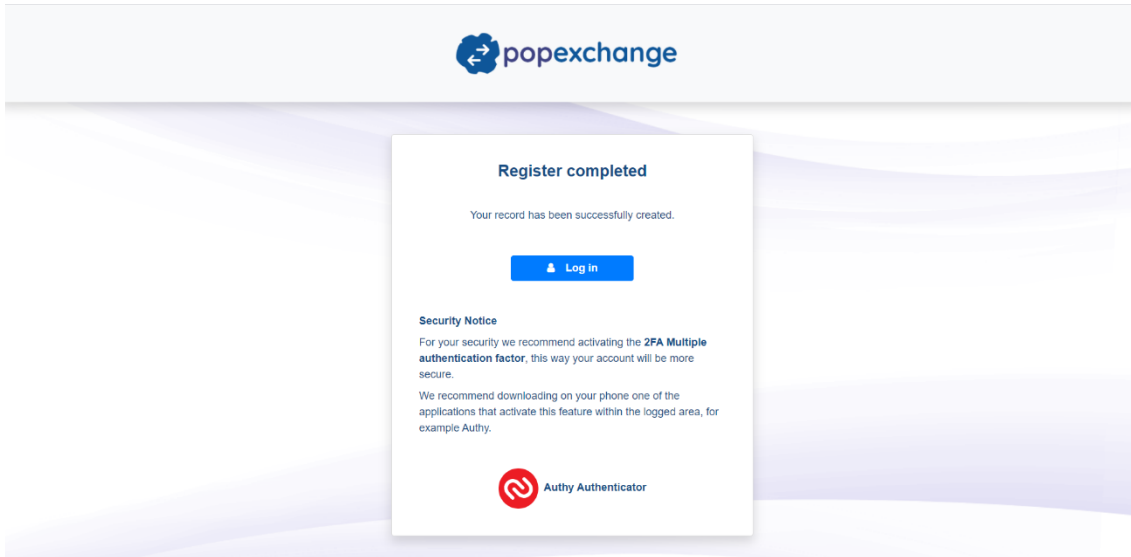 popexchange
Register completed
Your record has been successfully created.
Log in
Security Notice
For your security we recommend activating the 2FA Multiple
authentication factor, this way your account will be more
secure.
We recommend downloading on your phone one of the
applications that activate this feature within the logged area, for
example Authy.
Authy Authenticator